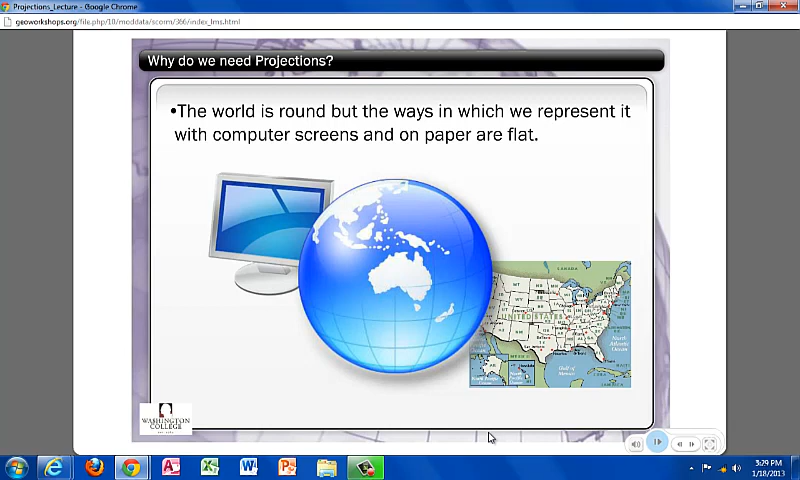 Projections_Lecture - Google Chrome
geoworkshops.org/file.php/10/moddata/scorm/366/index_lms.html
Why do we need Projections?
•The world is round but the ways in which we represent it
with computer screens and on paper are flat.
CANADA
UNITED STATES
North
Atlantic
Ocean
Gulf of
Mexico
WASHINGTON
COLLEGE
3:29 PM
1/18/2013